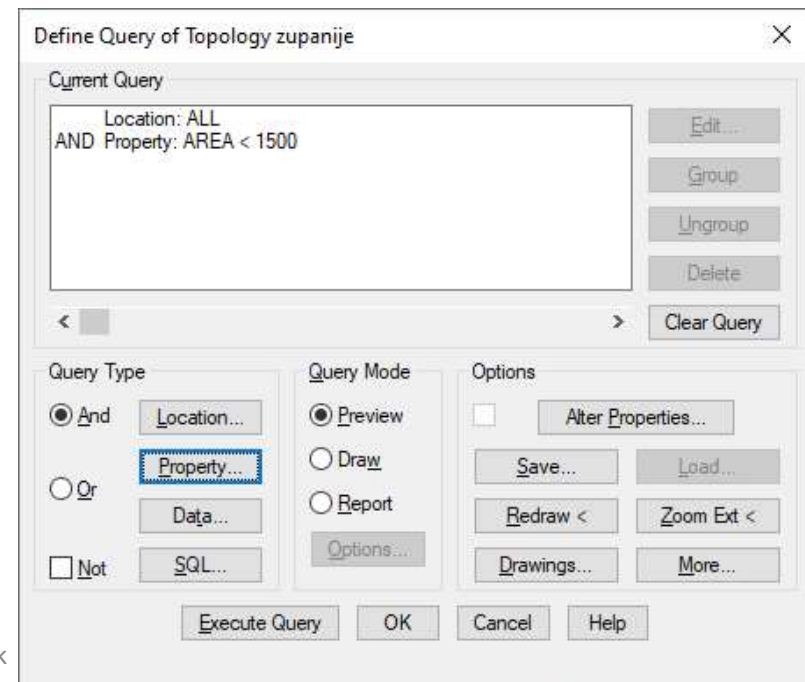 Define Query of Topology zupanije
Current Query
Location: ALL
AND Property: AREA < 1500
Edit...
Group
Ungroup
Delete
Clear Query
Query Type
Query Mode
Options
And
Location...
Preview
Alter Properties...
Property...
Draw
Save...
Load...
Or
Data...
Report
Redraw <
Zoom Ext <
Options...
Not
SQL...
Drawings...
More...
Execute Query
OK
Cancel
Help
k